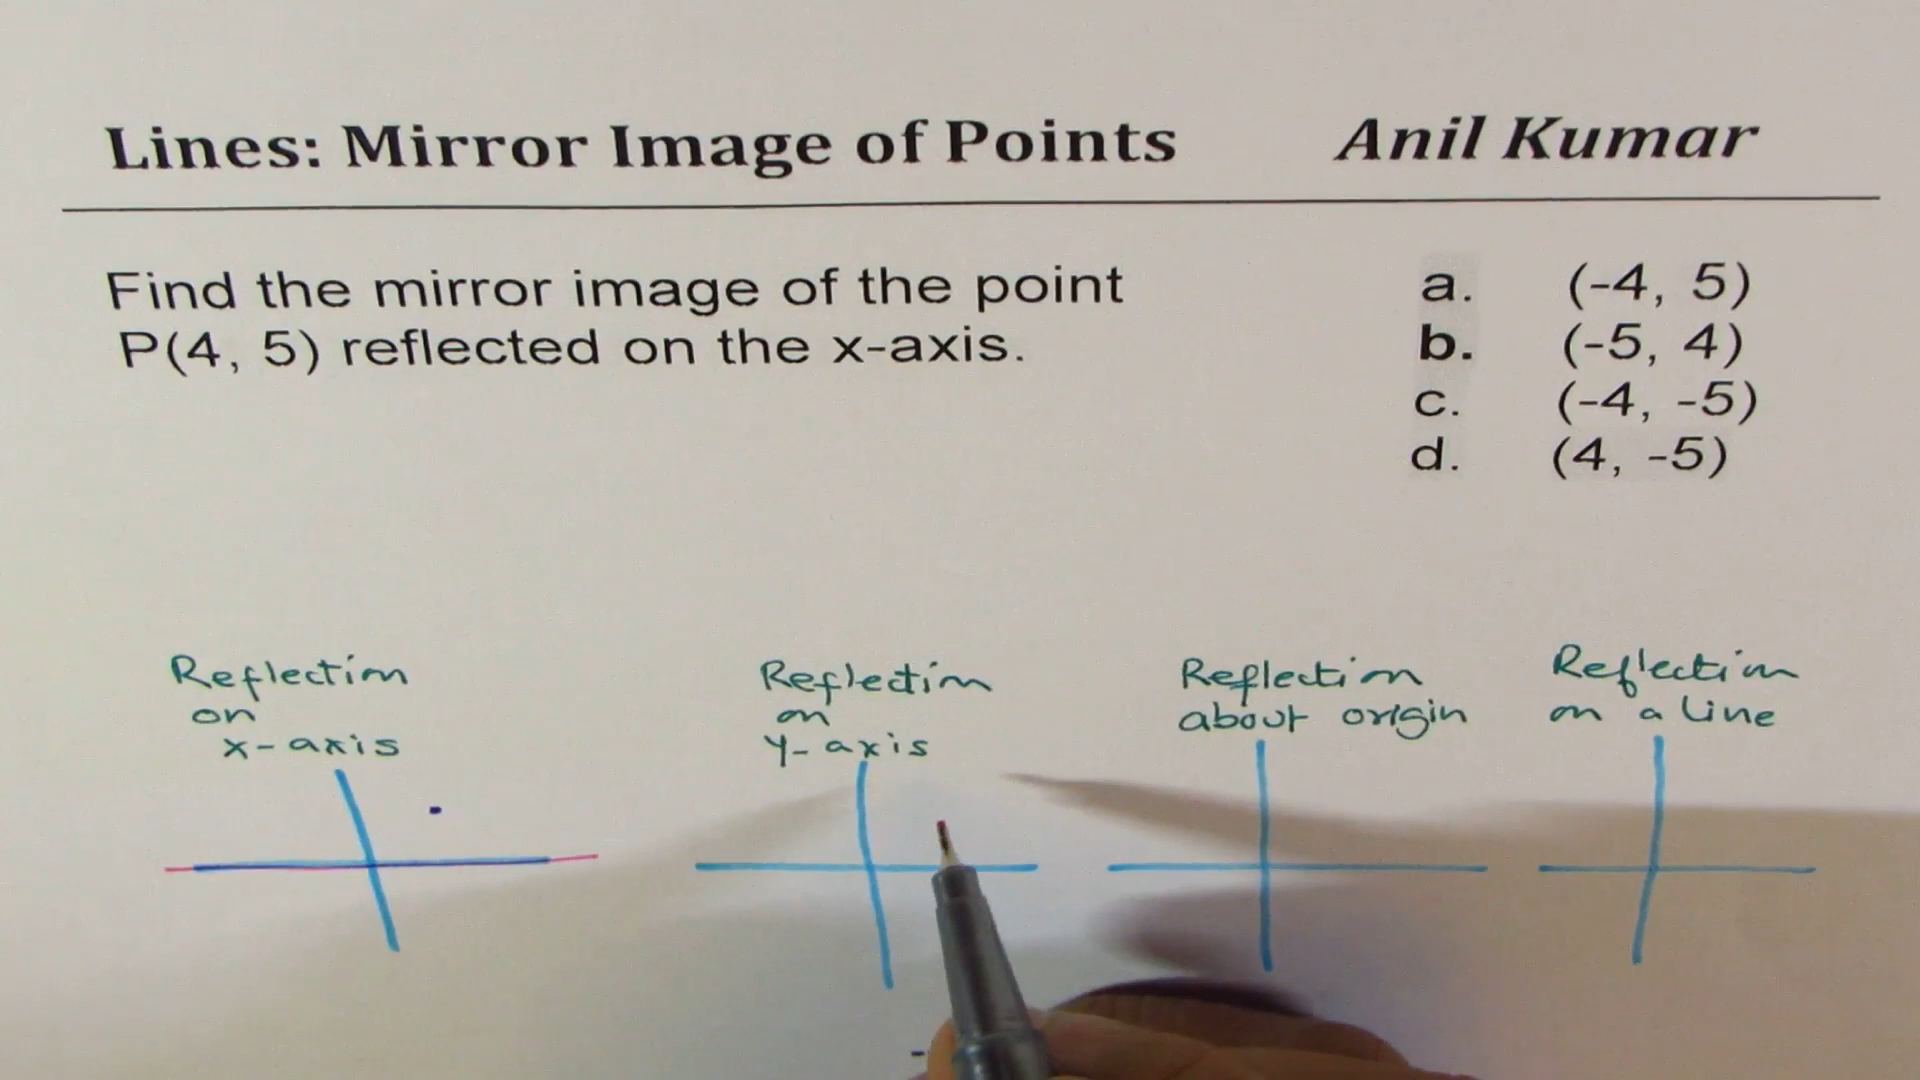 Lines: Mirror Image of Points Anil Kumar
Find the mirror image of the point
P(4, 5) reflected on the x-axis.
a. (-4, 5)
b. (-5, 4)
c. (-4, -5)
d. (4, -5)
Reflection
on
x-axis
Reflection
on
y-axis
Reflection
about origin
Reflection
on a line